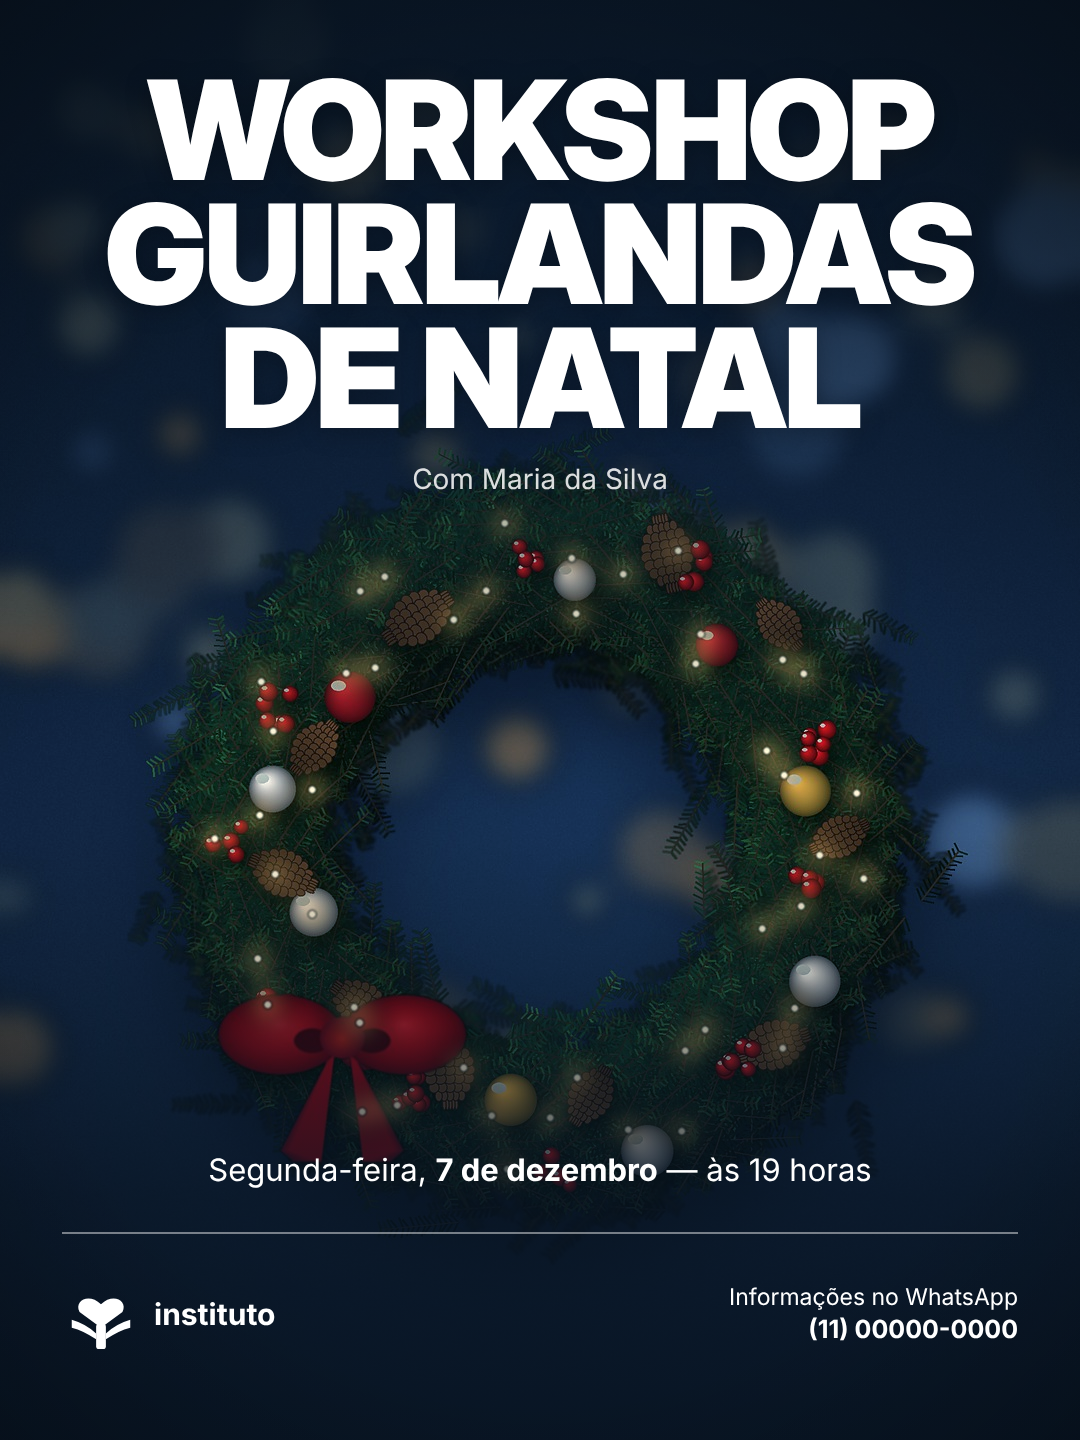 WORKSHOP
GUIRLANDAS
DE NATAL
Com Maria da Silva
Segunda-feira, 7 de dezembro — às 19 horas
instituto
Informações no WhatsApp
(11) 00000-0000